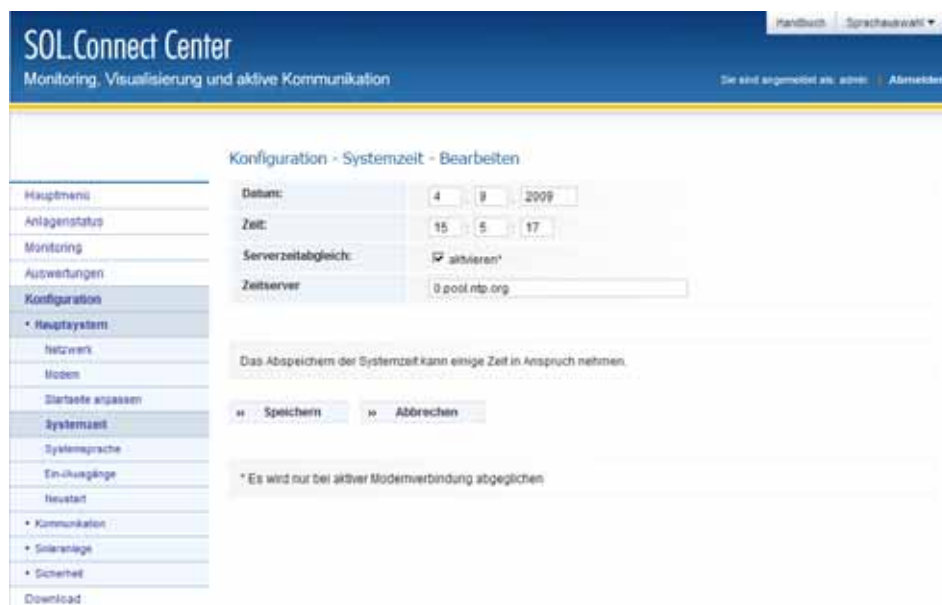 Handbuch Sprachauswahl
SOL.Connect Center
Monitoring, Visualisierung und aktive Kommunikation
Sie sind angemeldet als: admin | Abmelden
Konfiguration - Systemzeit - Bearbeiten
Hauptmenü
Anlagenstatus
Monitoring
Auswertungen
Konfiguration
• Hauptsystem
Netzwerk
Modem
Startseite anpassen
Systemzeit
Systemsprache
Ein-/Ausgänge
Neustart
• Kommunikation
• Solaranlage
• Sicherheit
Download
Datum: 4 . 9 . 2009
Zeit: 15 : 5 : 17
Serverzeitabgleich: aktivieren*
Zeitserver 0.pool.ntp.org
Das Abspeichern der Systemzeit kann einige Zeit in Anspruch nehmen.
» Speichern » Abbrechen
* Es wird nur bei aktiver Modemverbindung abgeglichen